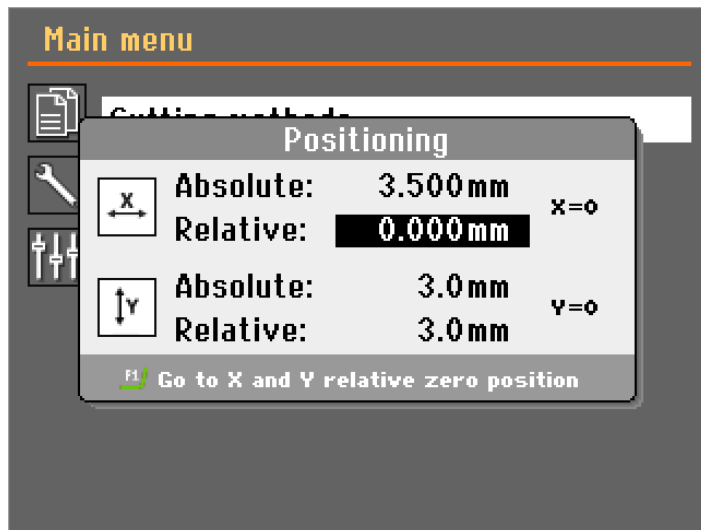 Main menu
Positioning
X
Absolute: 3.500mm
Relative: 0.000mm
X=0
Y
Absolute: 3.0mm
Relative: 3.0mm
Y=0
F1 Go to X and Y relative zero position